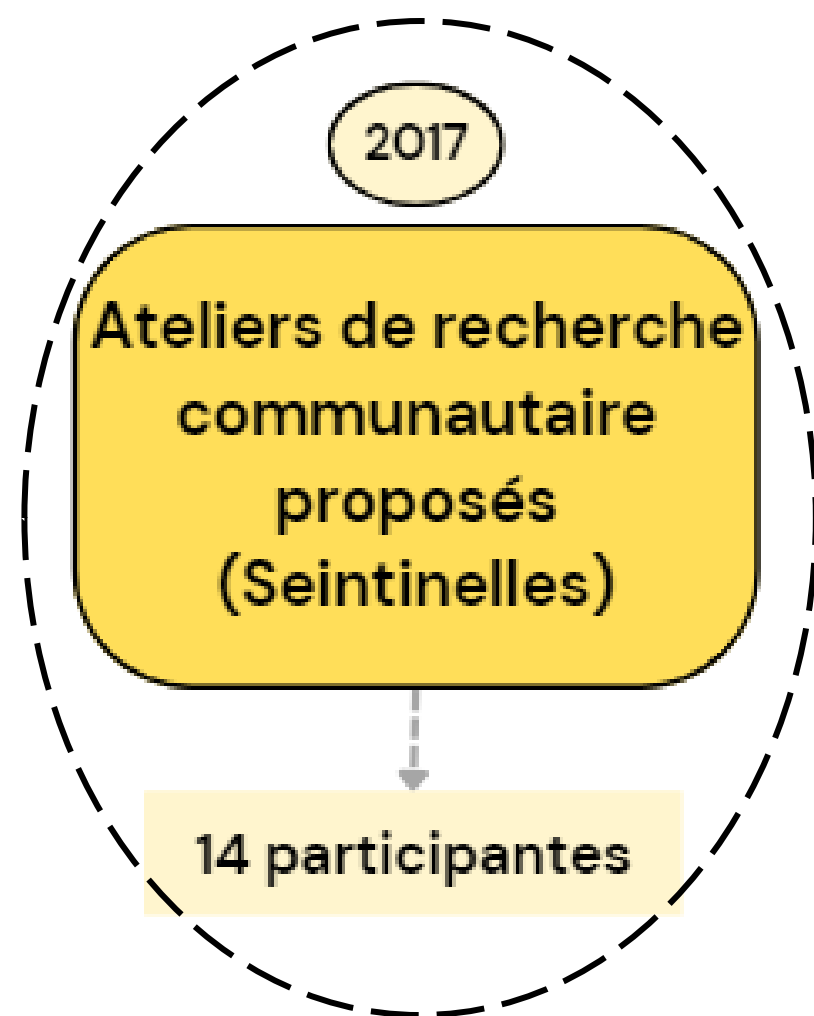 2017
Ateliers de recherche
communautaire
proposés
(Seintinelles)
14 participantes